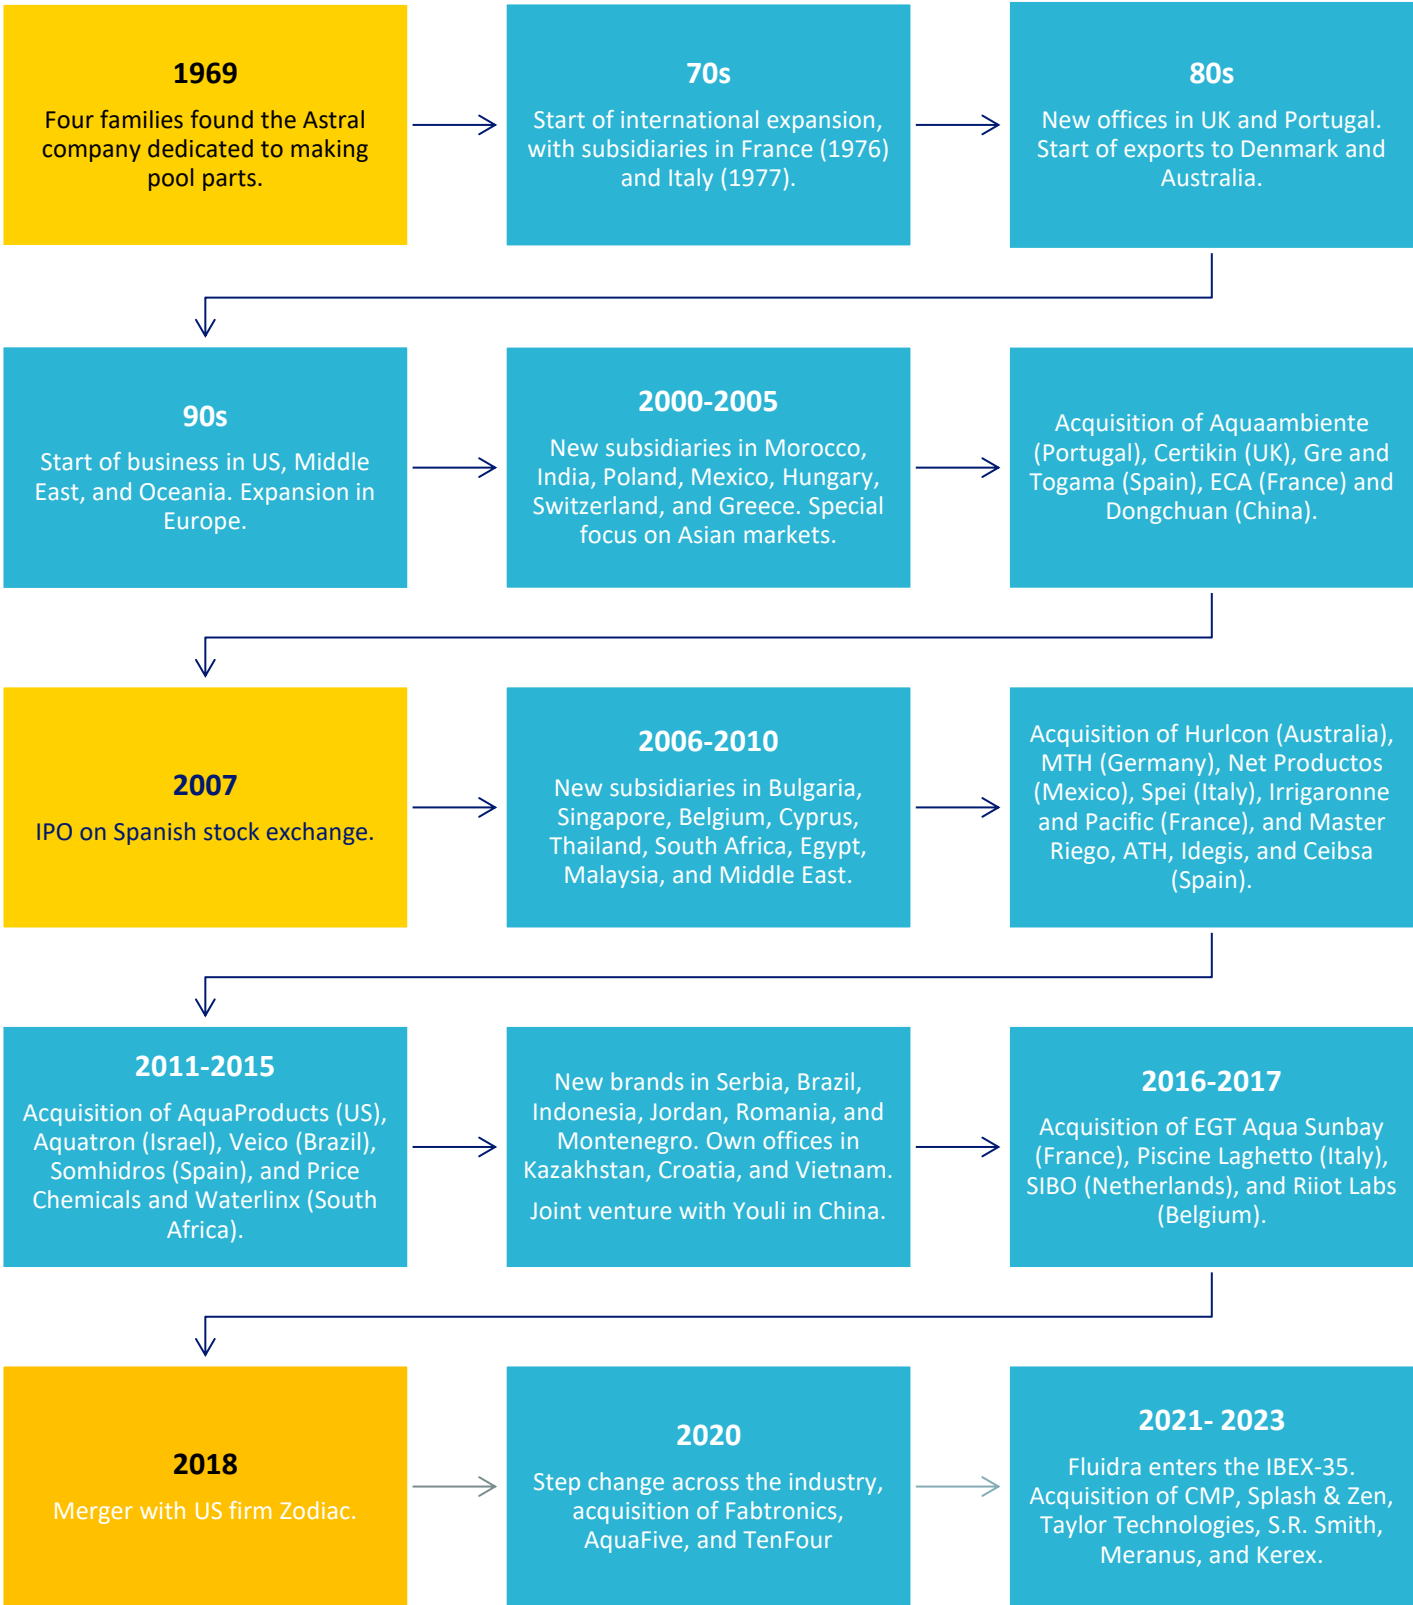 1969
Four families found the Astral
company dedicated to making
pool parts.
70s
Start of international expansion,
with subsidiaries in France (1976)
and Italy (1977).
80s
New offices in UK and Portugal.
Start of exports to Denmark and
Australia.
90s
Start of business in US, Middle
East, and Oceania. Expansion in
Europe.
2000-2005
New subsidiaries in Morocco,
India, Poland, Mexico, Hungary,
Switzerland, and Greece. Special
focus on Asian markets.
Acquisition of Aquaambiente
(Portugal), Certikin (UK), Gre and
Togama (Spain), ECA (France) and
Dongchuan (China).
2007
IPO on Spanish stock exchange.
2006-2010
New subsidiaries in Bulgaria,
Singapore, Belgium, Cyprus,
Thailand, South Africa, Egypt,
Malaysia, and Middle East.
Acquisition of Hurlcon (Australia),
MTH (Germany), Net Productos
(Mexico), Spei (Italy), Irrigaronne
and Pacific (France), and Master
Riego, ATH, Idegis, and Ceibsa
(Spain).
2011-2015
Acquisition of AquaProducts (US),
Aquatron (Israel), Veico (Brazil),
Somhidros (Spain), and Price
Chemicals and Waterlinx (South
Africa).
New brands in Serbia, Brazil,
Indonesia, Jordan, Romania, and
Montenegro. Own offices in
Kazakhstan, Croatia, and Vietnam.
Joint venture with Youli in China.
2016-2017
Acquisition of EGT Aqua Sunbay
(France), Piscine Laghetto (Italy),
SIBO (Netherlands), and Riiot Labs
(Belgium).
2018
Merger with US firm Zodiac.
2020
Step change across the industry,
acquisition of Fabtronics,
AquaFive, and TenFour
2021- 2023
Fluidra enters the IBEX-35.
Acquisition of CMP, Splash & Zen,
Taylor Technologies, S.R. Smith,
Meranus, and Kerex.